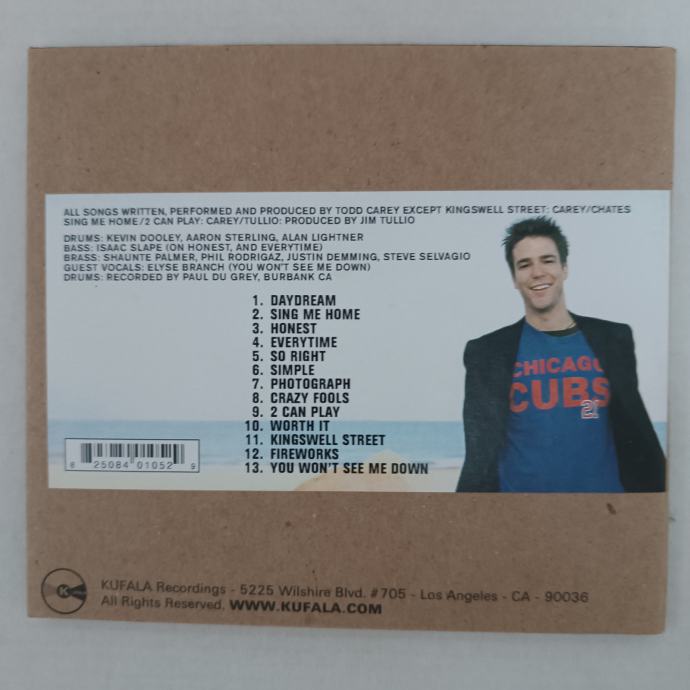 ALL SONGS WRITTEN, PERFORMED AND PRODUCED BY TODD CAREY EXCEPT KINGSWELL STREET: CAREY/CHATES
SING ME HOME/2 CAN PLAY: CAREY/TULLIO: PRODUCED BY JIM TULLIO
DRUMS: KEVIN DOOLEY, AARON STERLING, ALAN LIGHTNER
BASS: ISAAC SLAPE (ON HONEST, AND EVERYTIME)
BRASS: SHAUNTE PALMER, PHIL RODRIGAZ, JUSTIN DEMMING, STEVE SELVAGIO
GUEST VOCALS: ELYSE BRANCH (YOU WON'T SEE ME DOWN)
DRUMS: RECORDED BY PAUL DU GREY, BURBANK CA
1. DAYDREAM
2. SING ME HOME
3. HONEST
4. EVERYTIME
5. SO RIGHT
6. SIMPLE
7. PHOTOGRAPH
8. CRAZY FOOLS
9. 2 CAN PLAY
10. WORTH IT
11. KINGSWELL STREET
12. FIREWORKS
13. YOU WON'T SEE ME DOWN
CHICAGO
CUBS
21
8 25084 01052 9
K
KUFALA Recordings - 5225 Wilshire Blvd. #705 - Los Angeles - CA - 90036
All Rights Reserved. WWW.KUFALA.COM